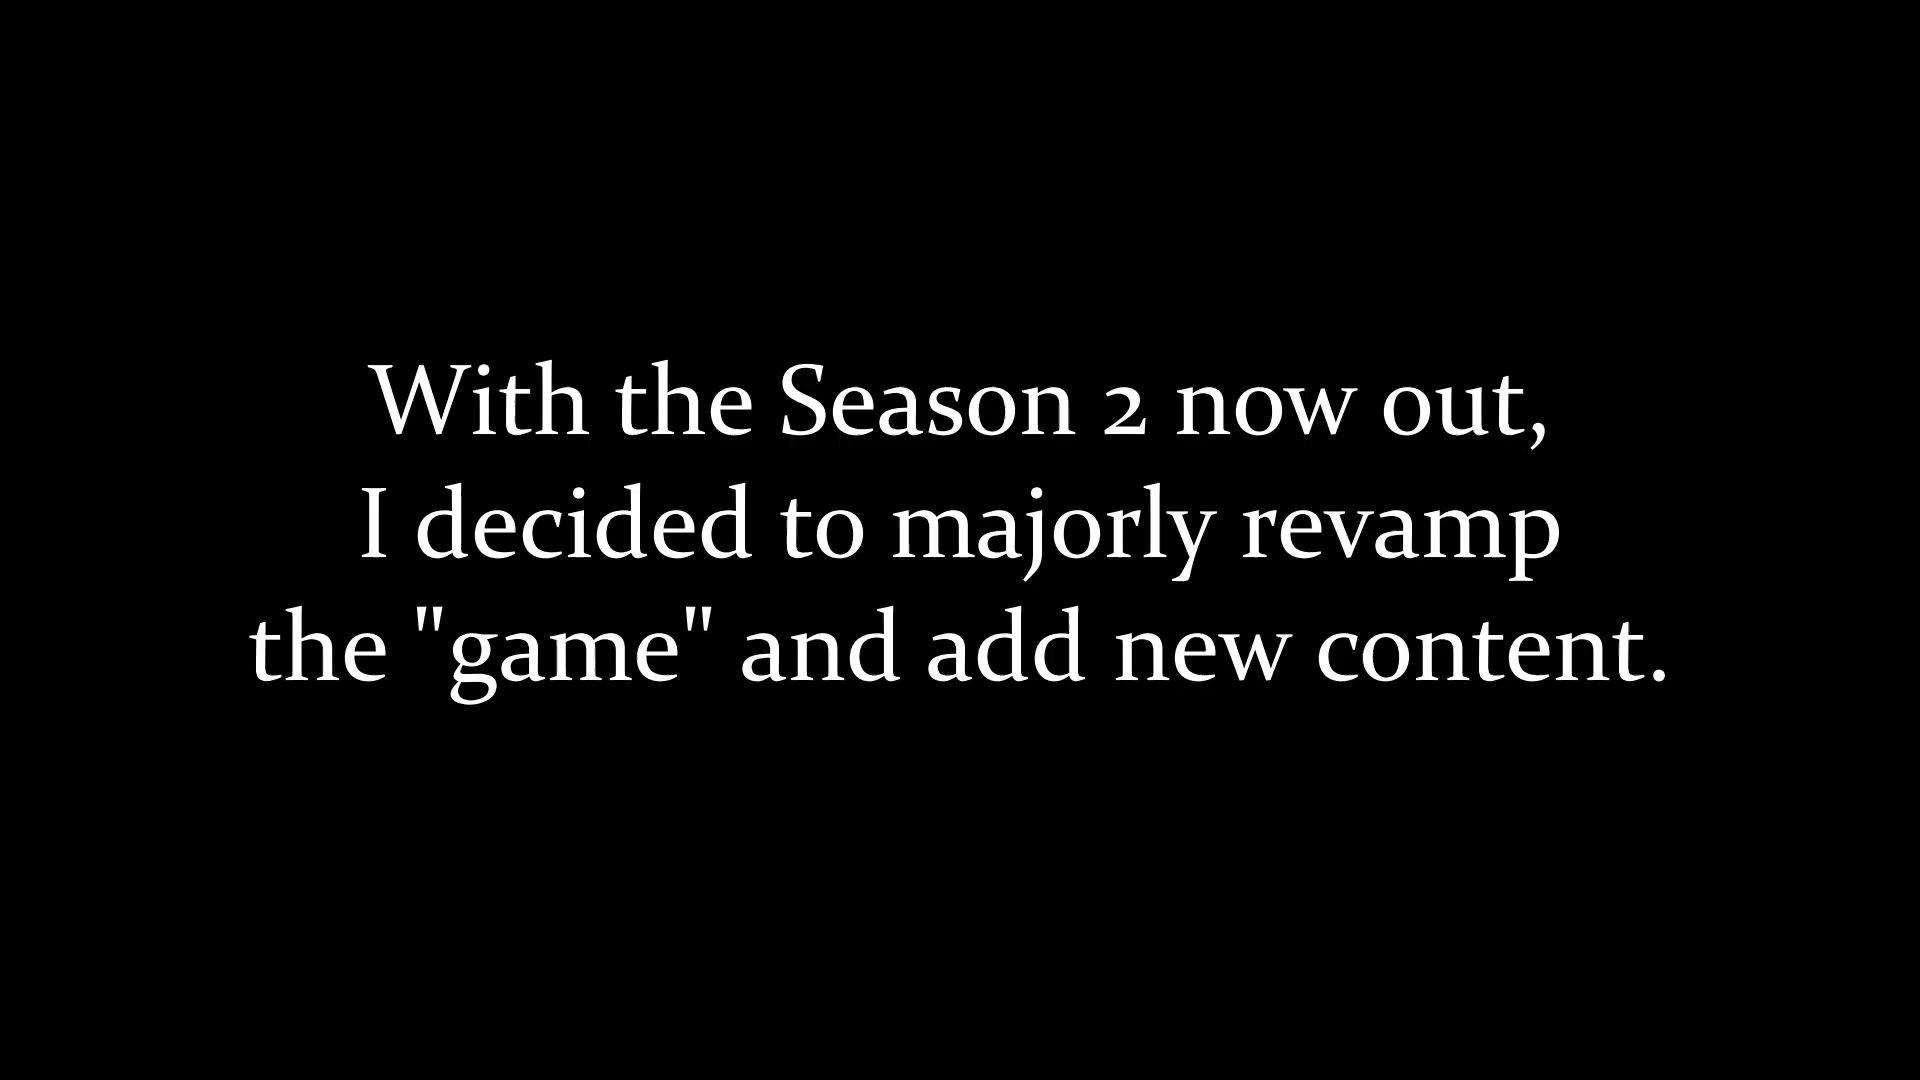 With the Season 2 now out,
I decided to majorly revamp
the "game" and add new content.